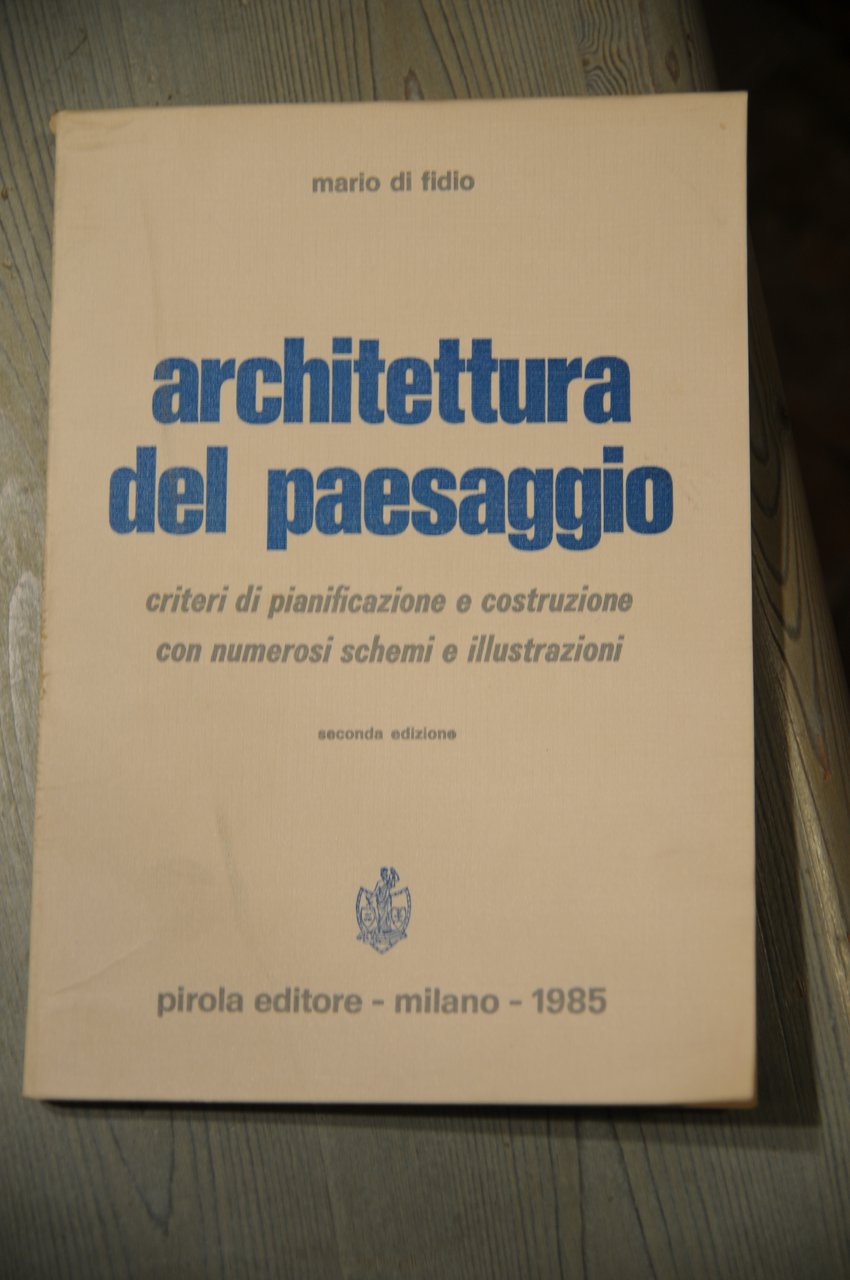 mario di fidio
architettura
del paesaggio
criteri di pianificazione e costruzione
con numerosi schemi e illustrazioni
seconda edizione
pirola editore - milano - 1985